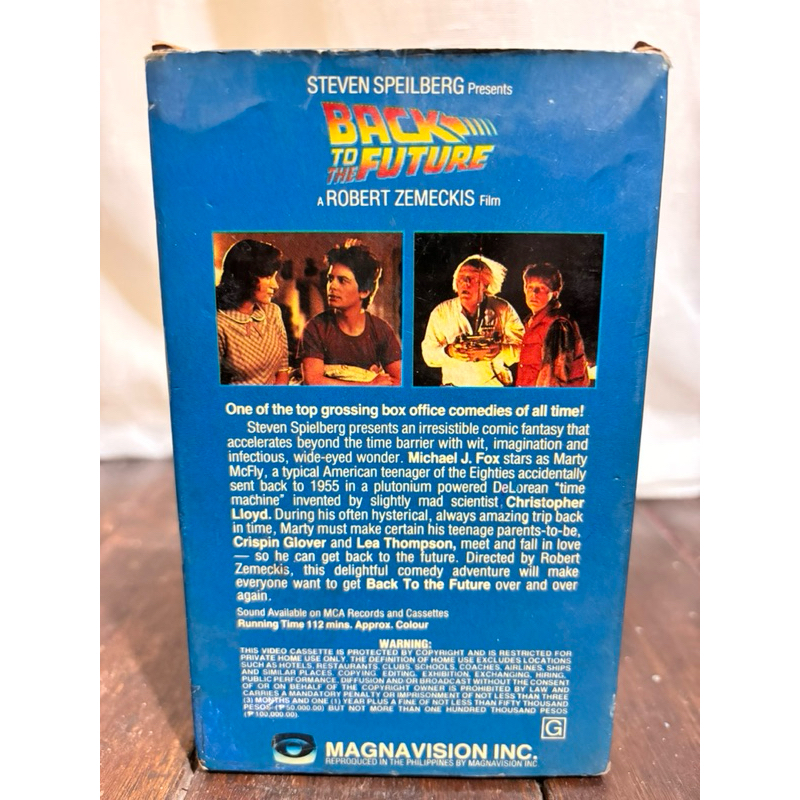 STEVEN SPEILBERG Presents
BACK
TO THE FUTURE
A ROBERT ZEMECKIS Film
One of the top grossing box office comedies of all time!
Steven Spielberg presents an irresistible comic fantasy that
accelerates beyond the time barrier with wit, imagination and
infectious, wide-eyed wonder. Michael J. Fox stars as Marty
McFly, a typical American teenager of the Eighties accidentally
sent back to 1955 in a plutonium powered DeLorean "time
machine" invented by slightly mad scientist Christopher
Lloyd. During his often hysterical, always amazing trip back
in time, Marty must make certain his teenage parents-to-be,
Crispin Glover and Lea Thompson, meet and fall in love
— so he can get back to the future. Directed by Robert
Zemeckis, this delightful comedy adventure will make
everyone want to get Back To the Future over and over
again.
Sound Available on MCA Records and Cassettes
Running Time 112 mins. Approx. Colour
WARNING:
THIS VIDEO CASSETTE IS PROTECTED BY COPYRIGHT AND IS RESTRICTED FOR
PRIVATE HOME USE ONLY. THE DEFINITION OF HOME USE EXCLUDES LOCATIONS
SUCH AS HOTELS, RESTAURANTS, CLUBS, SCHOOLS, COACHES, AIRLINES, SHIPS
AND SIMILAR PLACES. COPYING, EDITING, EXHIBITION, EXCHANGING, HIRING,
PUBLIC PERFORMANCE, DIFFUSION AND/OR BROADCAST WITHOUT THE CONSENT
OF OR ON BEHALF OF THE COPYRIGHT OWNER IS PROHIBITED BY LAW AND
CARRIES A MANDATORY PENALTY OR IMPRISONMENT OF NOT LESS THAN THREE
(3) MONTHS AND ONE (1) YEAR PLUS A FINE OF NOT LESS THAN FIFTY THOUSAND
PESOS (₱50,000.00) BUT NOT MORE THAN ONE HUNDRED THOUSAND PESOS
(₱100,000.00).
G
MAGNAVISION INC.
REPRODUCED IN THE PHILIPPINES BY MAGNAVISION INC